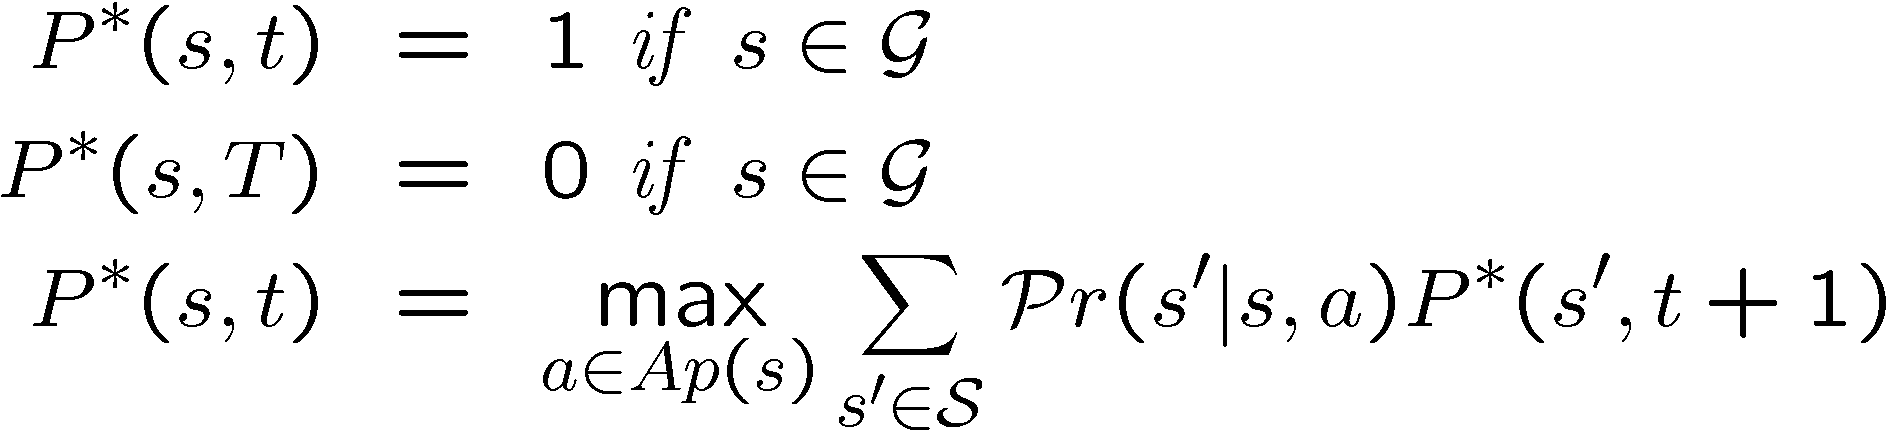 P*(s, t) = 1 if s ∈ 𝒢
P*(s, T) = 0 if s ∈ 𝒢
P*(s, t) = max_{a∈Ap(s)} ∑_{s′∈𝒮} 𝒫r(s′|s, a)P*(s′, t + 1)